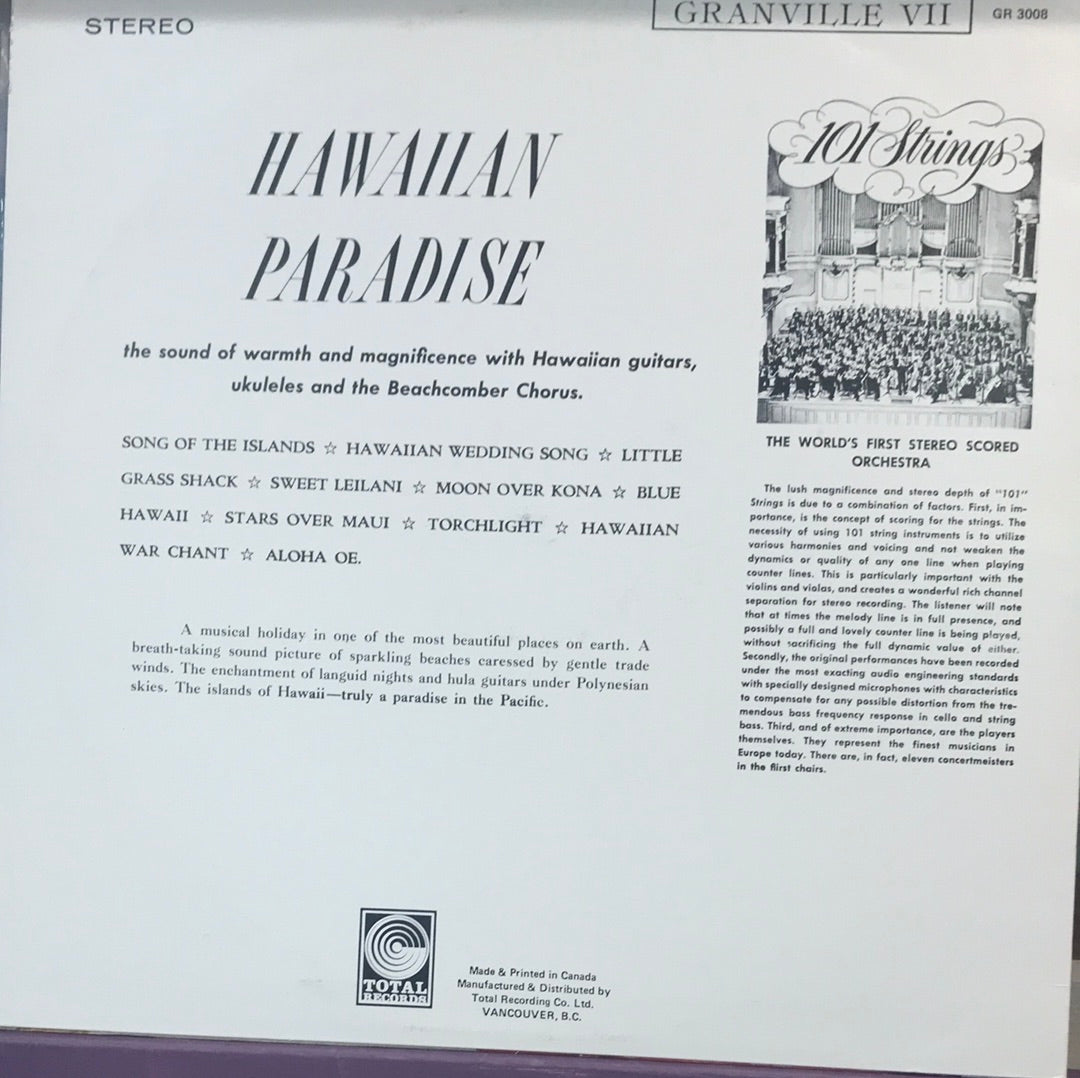 STEREO
GRANVILLE VII
GR 3008
HAWAIIAN
PARADISE
the sound of warmth and magnificence with Hawaiian guitars,
ukuleles and the Beachcomber Chorus.
SONG OF THE ISLANDS ☆ HAWAIIAN WEDDING SONG ☆ LITTLE
GRASS SHACK ☆ SWEET LEILANI ☆ MOON OVER KONA ☆ BLUE
HAWAII ☆ STARS OVER MAUI ☆ TORCHLIGHT ☆ HAWAIIAN
WAR CHANT ☆ ALOHA OE.
A musical holiday in one of the most beautiful places on earth. A
breath-taking sound picture of sparkling beaches caressed by gentle trade
winds. The enchantment of languid nights and hula guitars under Polynesian
skies. The islands of Hawaii—truly a paradise in the Pacific.
101 Strings
THE WORLD'S FIRST STEREO SCORED
ORCHESTRA
The lush magnificence and stereo depth of "101"
Strings is due to a combination of factors. First, in im-
portance, is the concept of scoring for the strings. The
necessity of using 101 string instruments is to utilize
various harmonies and voicing and not weaken the
dynamics or quality of any one line when playing
counter lines. This is particularly important with the
violins and violas, and creates a wonderful rich channel
separation for stereo recording. The listener will note
that at times the melody line is in full presence, and
possibly a full and lovely counter line is being played,
without sacrificing the full dynamic value of either.
Secondly, the original performances have been recorded
under the most exacting audio engineering standards
with specially designed microphones with characteristics
to compensate for any possible distortion from the tre-
mendous bass frequency response in cello and string
bass. Third, and of extreme importance, are the players
themselves. They represent the finest musicians in
Europe today. There are, in fact, eleven concertmeisters
in the first chairs.
TOTAL
RECORDS
Made & Printed in Canada
Manufactured & Distributed by
Total Recording Co. Ltd.
VANCOUVER, B.C.